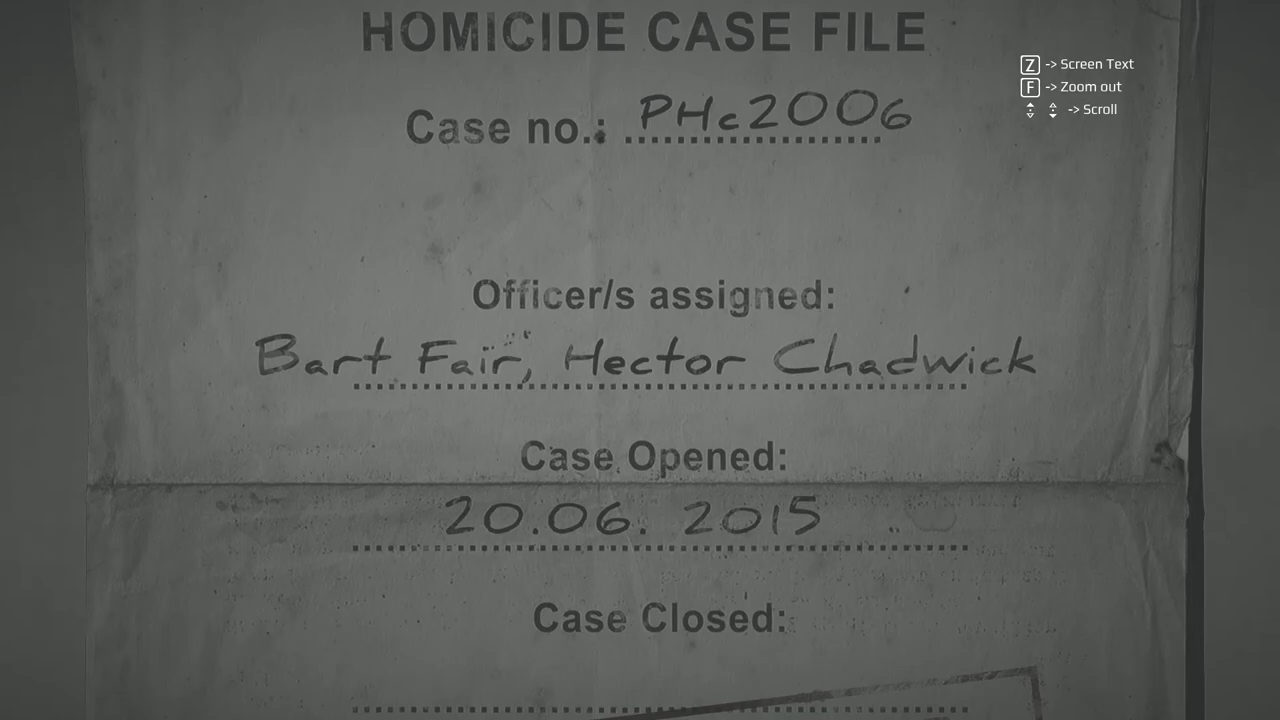 HOMICIDE CASE FILE
Z -> Screen Text
F -> Zoom out
-> Scroll
Case no.: PHc2006
Officer/s assigned:
Bart Fair, Hector Chadwick
Case Opened:
20.06. 2015
Case Closed: